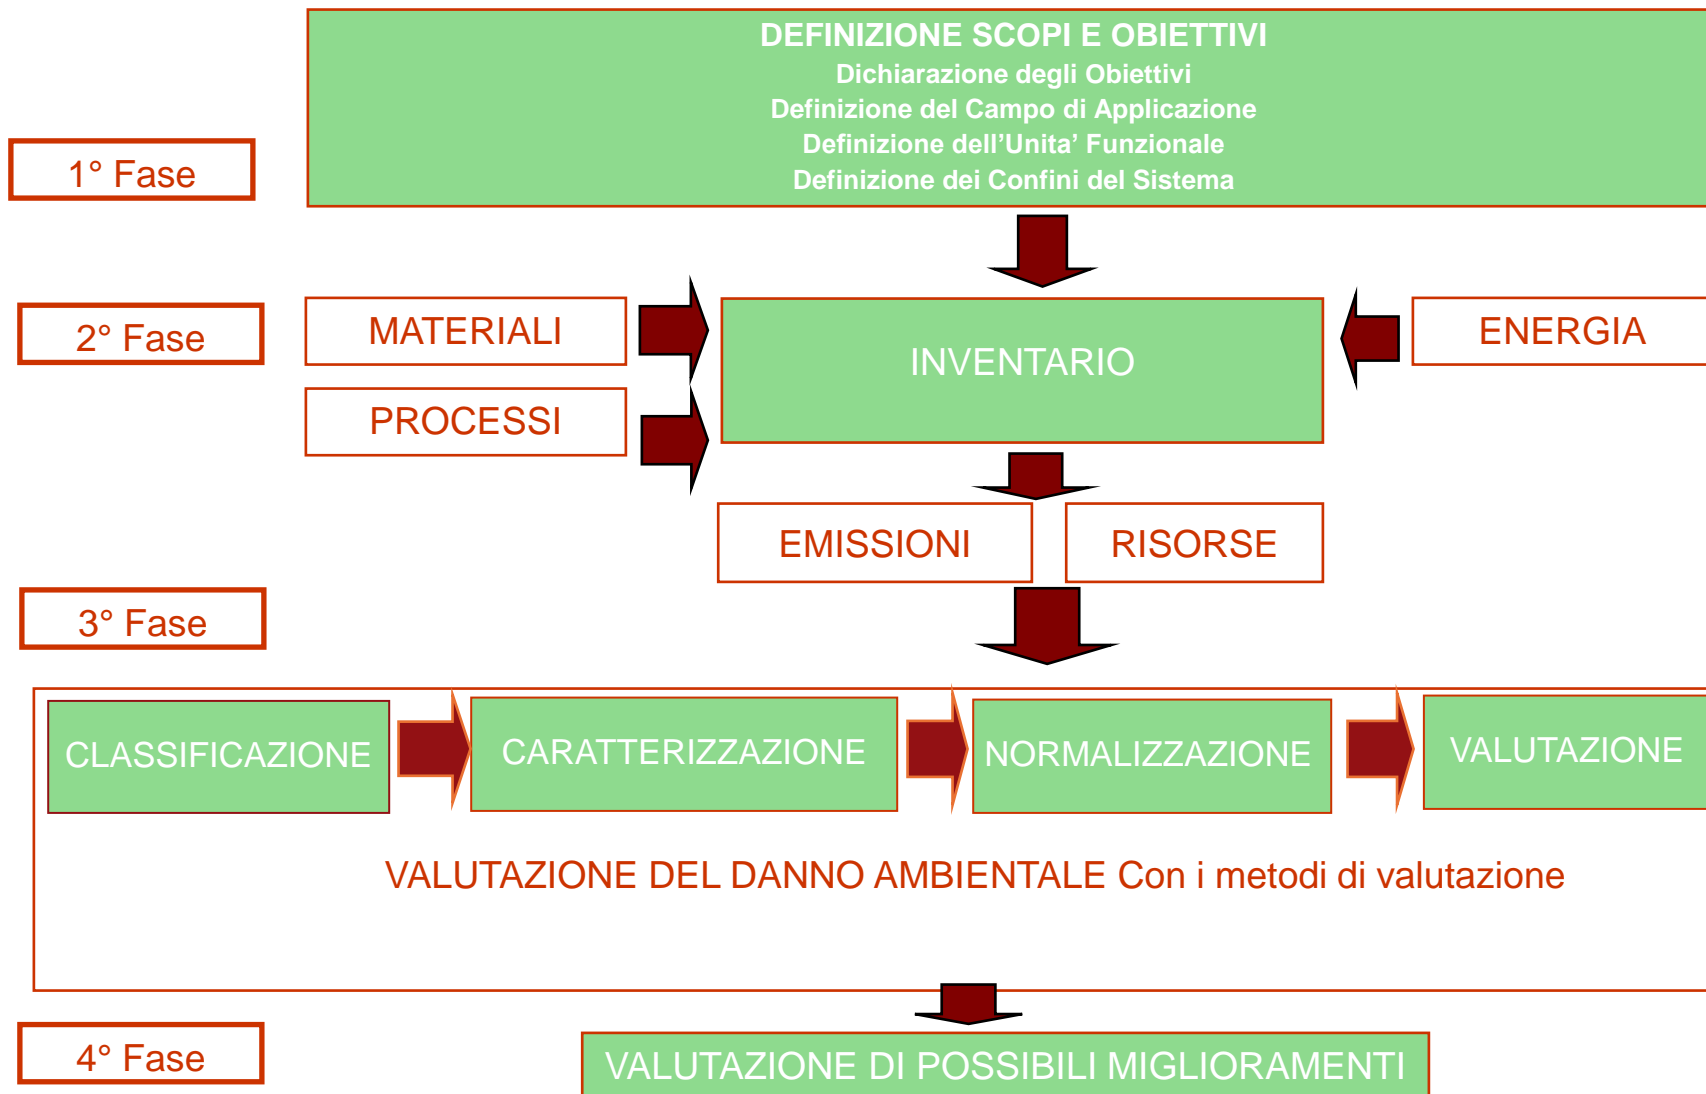 DEFINIZIONE SCOPI E OBIETTIVI
Dichiarazione degli Obiettivi
Definizione del Campo di Applicazione
Definizione dell’Unita’ Funzionale
Definizione dei Confini del Sistema
1° Fase
2° Fase
MATERIALI
INVENTARIO
ENERGIA
PROCESSI
EMISSIONI
RISORSE
3° Fase
CLASSIFICAZIONE
CARATTERIZZAZIONE
NORMALIZZAZIONE
VALUTAZIONE
VALUTAZIONE DEL DANNO AMBIENTALE Con i metodi di valutazione
4° Fase
VALUTAZIONE DI POSSIBILI MIGLIORAMENTI